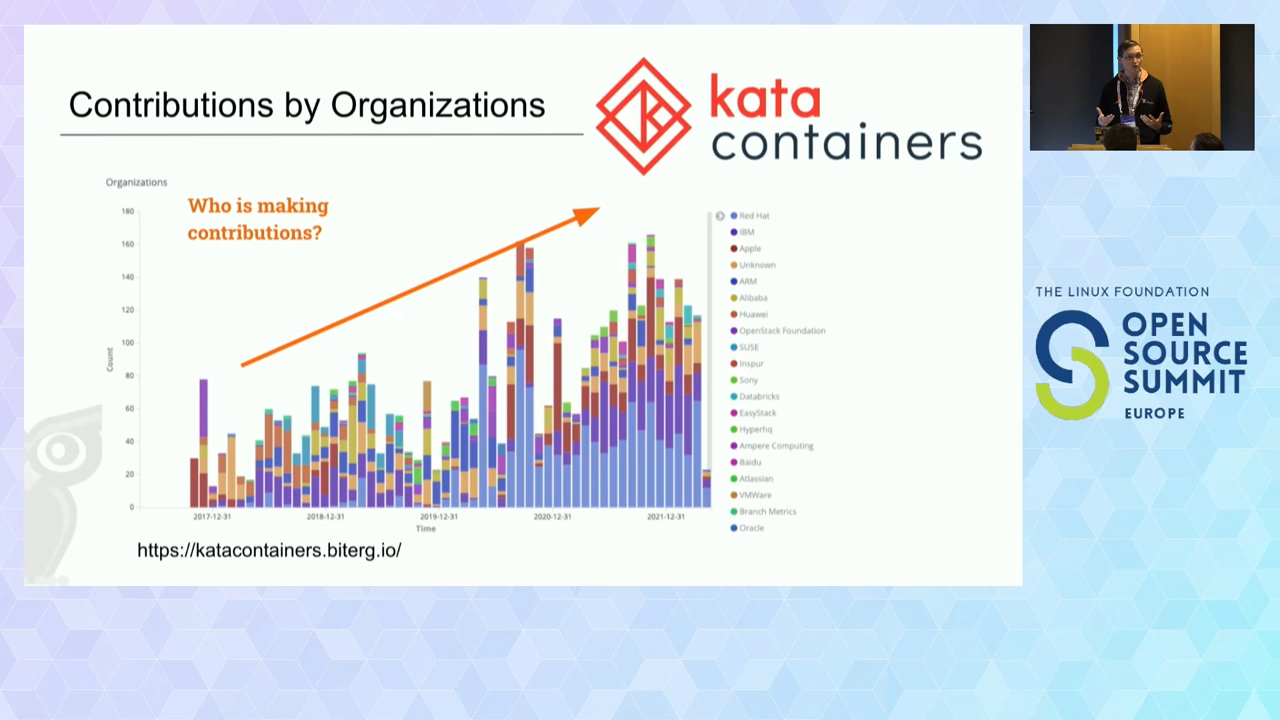 Contributions by Organizations
kata
containers
Organizations
Who is making
contributions?
180
160
140
120
100
80
60
40
20
0
Count
2017-12-31
2018-12-31
2019-12-31
2020-12-31
2021-12-31
Time
Red Hat
IBM
Apple
Unknown
ARM
Alibaba
Huawei
OpenStack Foundation
SUSE
Inspur
Sony
Databricks
EasyStack
Hyperhq
Ampere Computing
Baidu
Atlassian
VMWare
Branch Metrics
Oracle
https://katacontainers.biterg.io/
THE LINUX FOUNDATION
OPEN
SOURCE
SUMMIT
EUROPE